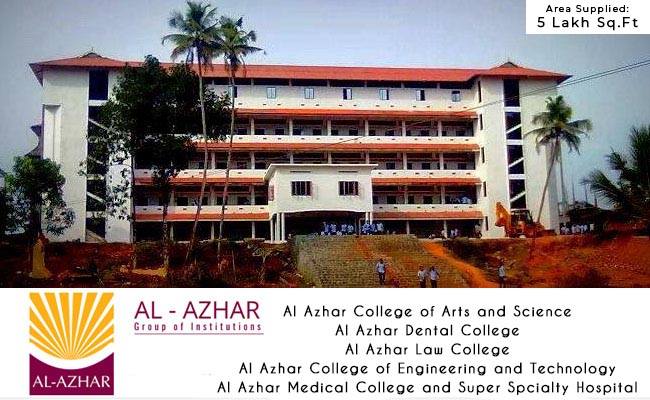 Area Supplied:
5 Lakh Sq.Ft
AL-AZHAR
AL - AZHAR
Group of Institutions
Al Azhar College of Arts and Science
Al Azhar Dental College
Al Azhar Law College
Al Azhar College of Engineering and Technology
Al Azhar Medical College and Super Spcialty Hospital